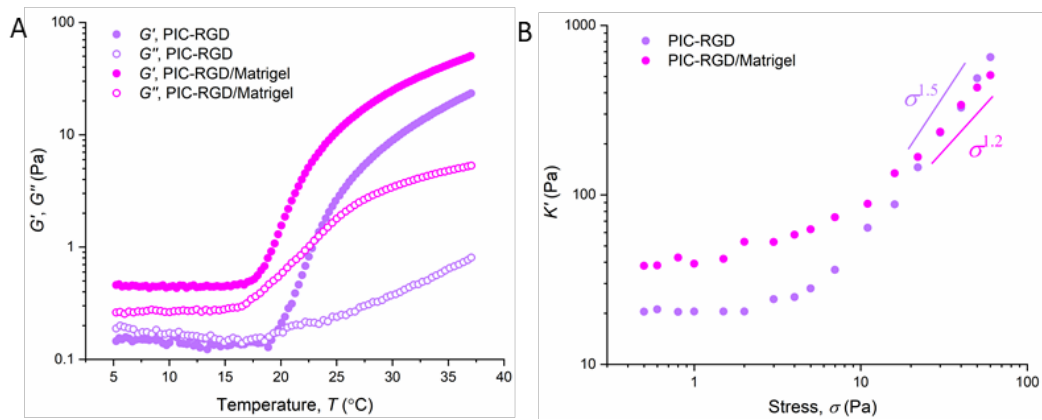 A
G′, PIC-RGD
G″, PIC-RGD
G′, PIC-RGD/Matrigel
G″, PIC-RGD/Matrigel
100
10
1
0.1
G′, G″ (Pa)
5 10 15 20 25 30 35 40
Temperature, T (°C)
B
PIC-RGD
PIC-RGD/Matrigel
σ^1.5
σ^1.2
1000
100
10
K′ (Pa)
1 10 100
Stress, σ (Pa)